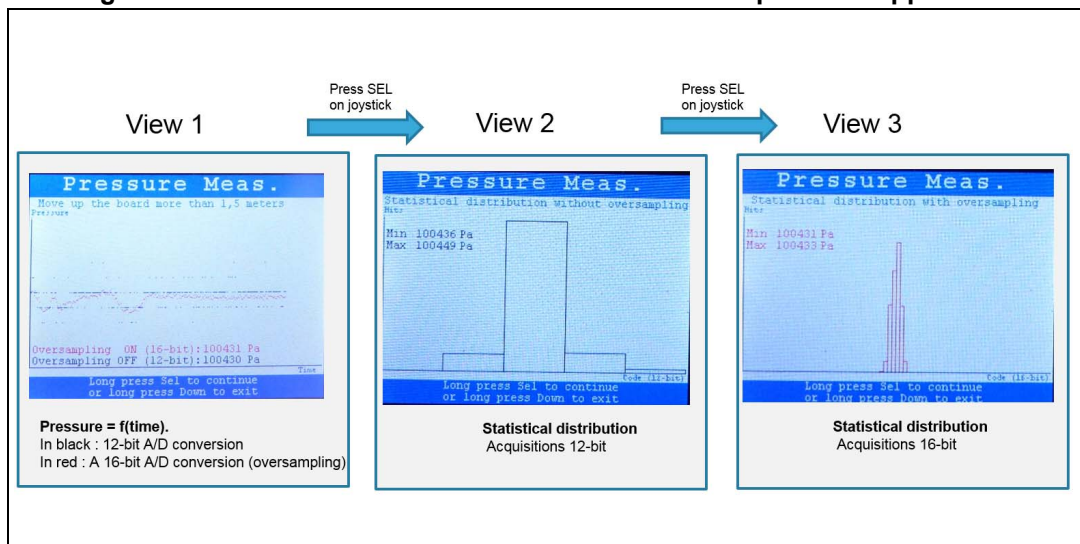 Press SEL
on joystick
Press SEL
on joystick
View 1
View 2
View 3
Pressure Meas.
Move up the board more than 1,5 meters
Pressure
Oversampling ON (16-bit):100431 Pa
Oversampling OFF (12-bit):100430 Pa
Time
Long press Sel to continue
or long press Down to exit
Pressure = f(time).
In black : 12-bit A/D conversion
In red : A 16-bit A/D conversion (oversampling)
Pressure Meas.
Statistical distribution without oversampling
Hits
Min 100436 Pa
Max 100449 Pa
Code (12-bit)
Long press Sel to continue
or long press Down to exit
Statistical distribution
Acquisitions 12-bit
Pressure Meas.
Statistical distribution with oversampling
Hits
Min 100431 Pa
Max 100433 Pa
Code (16-bit)
Long press Sel to continue
or long press Down to exit
Statistical distribution
Acquisitions 16-bit